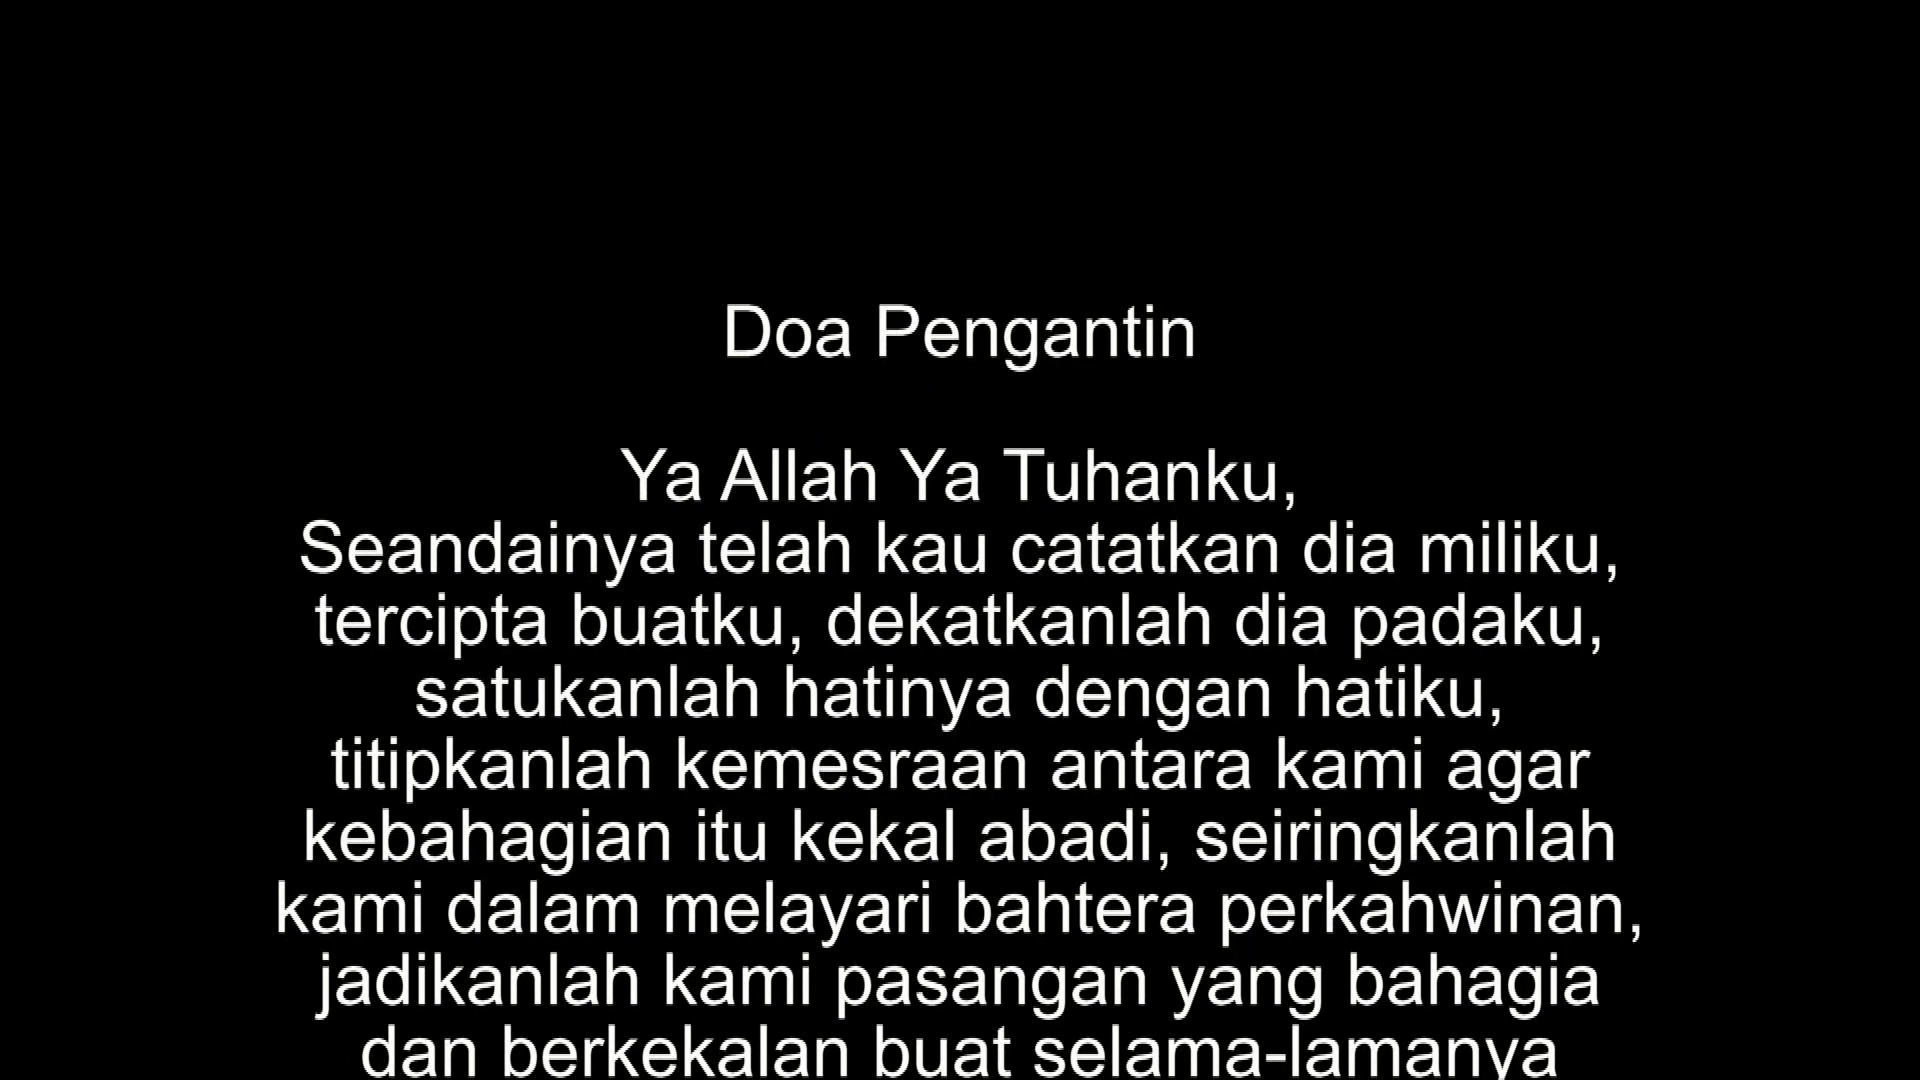 Doa Pengantin
Ya Allah Ya Tuhanku,
Seandainya telah kau catatkan dia miliku,
tercipta buatku, dekatkanlah dia padaku,
satukanlah hatinya dengan hatiku,
titipkanlah kemesraan antara kami agar
kebahagian itu kekal abadi, seiringkanlah
kami dalam melayari bahtera perkahwinan,
jadikanlah kami pasangan yang bahagia
dan berkekalan buat selama-lamanya